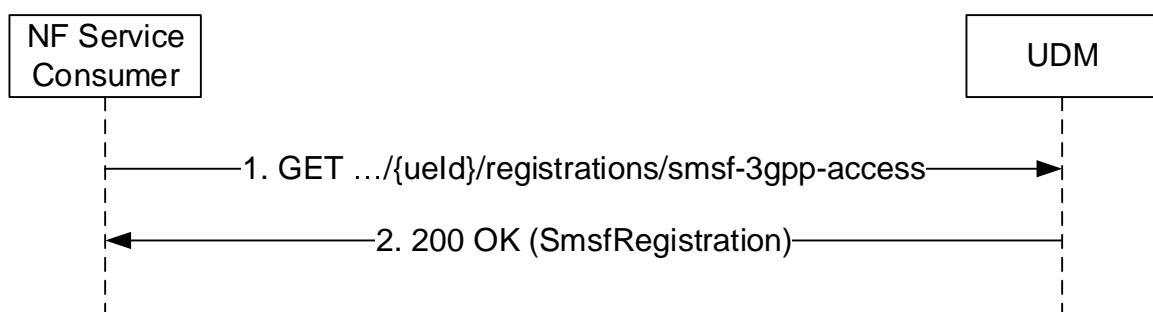 NF Service
Consumer
UDM
1. GET …/{ueId}/registrations/smsf-3gpp-access
2. 200 OK (SmsfRegistration)